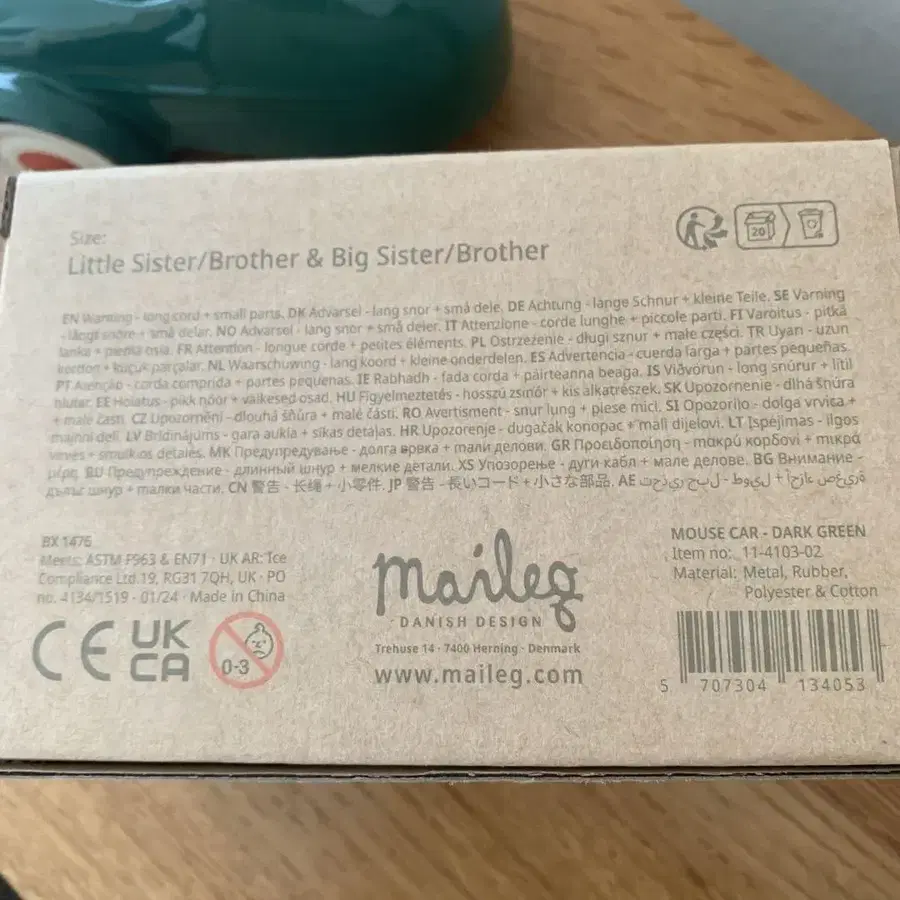 Size:
Little Sister/Brother & Big Sister/Brother
20
EN Warning - long cord + small parts. DK Advarsel - lang snor + små dele. DE Achtung - lange Schnur + kleine Teile. SE Varning
- långt snöre + små delar. NO Advarsel - lang snor + små deler. IT Attenzione - corde lunghe + piccole parti. FI Varoitus - pitkä
lanka + pieniä osia. FR Attention - longue corde + petites éléments. PL Ostrzeżenie - długi sznur + małe części. TR Uyarı - uzun
kordon + küçük parçalar. NL Waarschuwing - lang koord + kleine onderdelen. ES Advertencia - cuerda larga + partes pequeñas.
PT Atenção - corda comprida + partes pequenas. IE Rabhadh - fada corda + páirteanna beaga. IS Viðvörun - long snúrur + lítil
hlutar. EE Hoiatus - pikk nöör + väikesed osad. HU Figyelmeztetés - hosszú zsinór + kis alkatrészek. SK Upozornenie - dlhá šnúra
+ malé časti. CZ Upozornění - dlouhá šňůra + malé části. RO Avertisment - snur lung + piese mici. SI Opozorilo - dolga vrvica +
majhni deli. LV Brīdinājums - gara aukla + sīkas detaļas. HR Upozorenje - dugačak konopac + mali dijelovi. LT Įspėjimas - ilgos
virvės + smulkios detalės. MK Предупредување - долга врвка + мали делови. GR Προειδοποίηση - μακρύ κορδόνι + μικρά
μέρη. RU Предупреждение - длинный шнур + мелкие детали. XS Упозорење - дуги кабл + мале делове. BG Внимание -
дълъг шнур + малки части. CN 警告 - 长绳 + 小零件. JP 警告 - 長いコード + 小さな部品. AE
BX 1476
Meets: ASTM F963 & EN71 · UK AR: Tce
Compliance Ltd.19, RG31 7QH, UK · PO
no. 4134/1519 - 01/24 · Made in China
CE UK
CA
0-3
maileg
DANISH DESIGN
Trehuse 14 · 7400 Herning - Denmark
www.maileg.com
MOUSE CAR - DARK GREEN
Item no: 11-4103-02
Material: Metal, Rubber,
Polyester & Cotton
5 707304 134053